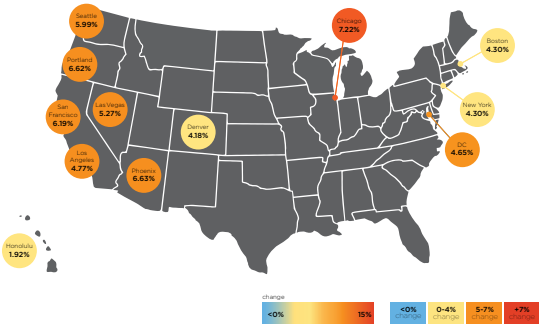 Seattle
5.99%
Portland
6.62%
San
Francisco
6.19%
Las Vegas
5.27%
Los
Angeles
4.77%
Phoenix
6.63%
Denver
4.18%
Honolulu
1.92%
Chicago
7.22%
Boston
4.30%
New York
4.30%
DC
4.65%
change
<0%
15%
<0%
change
0-4%
change
5-7%
change
+7%
change